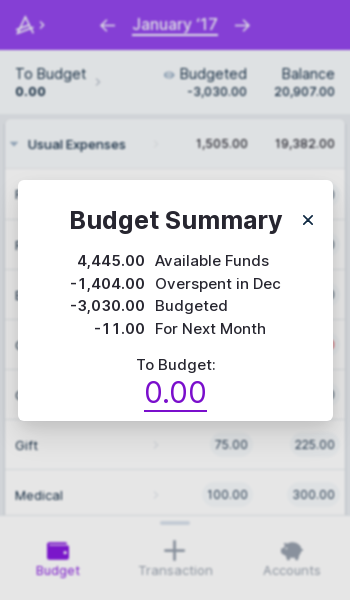 January '17
To Budget Budgeted Balance
0.00 -3,030.00 20,907.00
Usual Expenses 1,505.00 19,382.00
Budget Summary
4,445.00 Available Funds
-1,404.00 Overspent in Dec
-3,030.00 Budgeted
-11.00 For Next Month
To Budget:
0.00
Gift 75.00 225.00
Medical 100.00 300.00
Budget Transaction Accounts